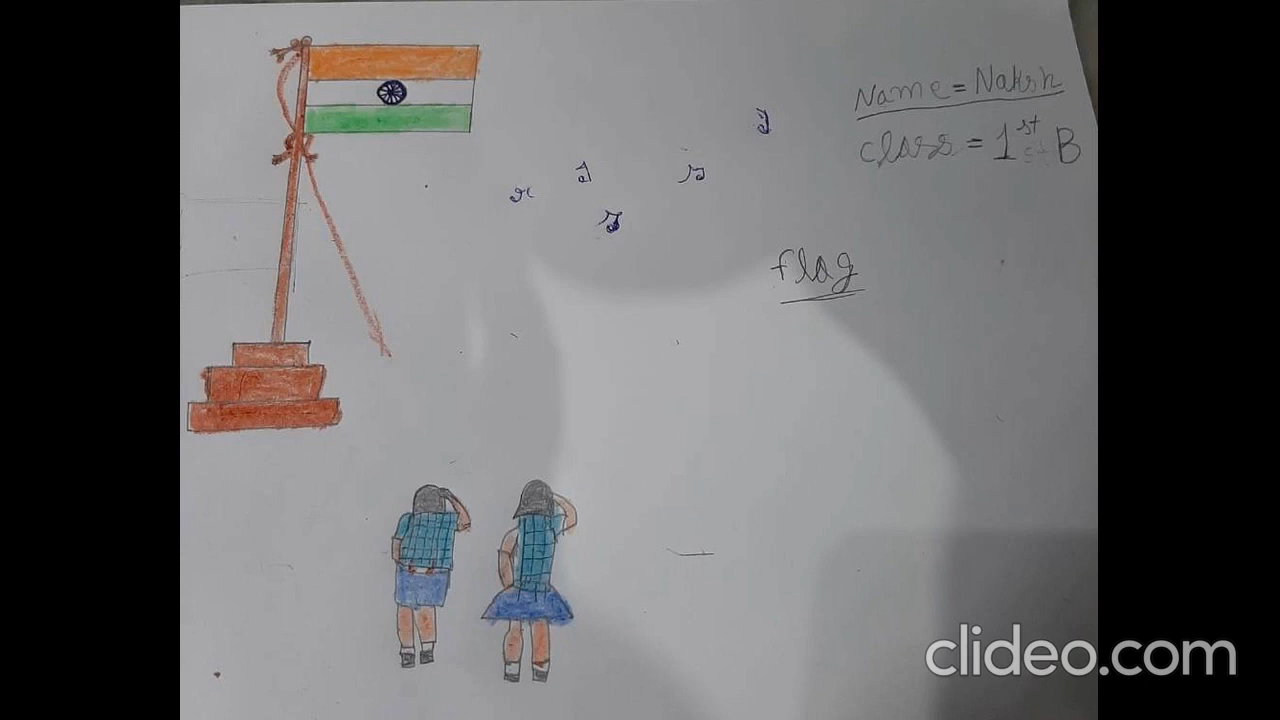 Name = Naksh
class = 1st B
flag
clideo.com